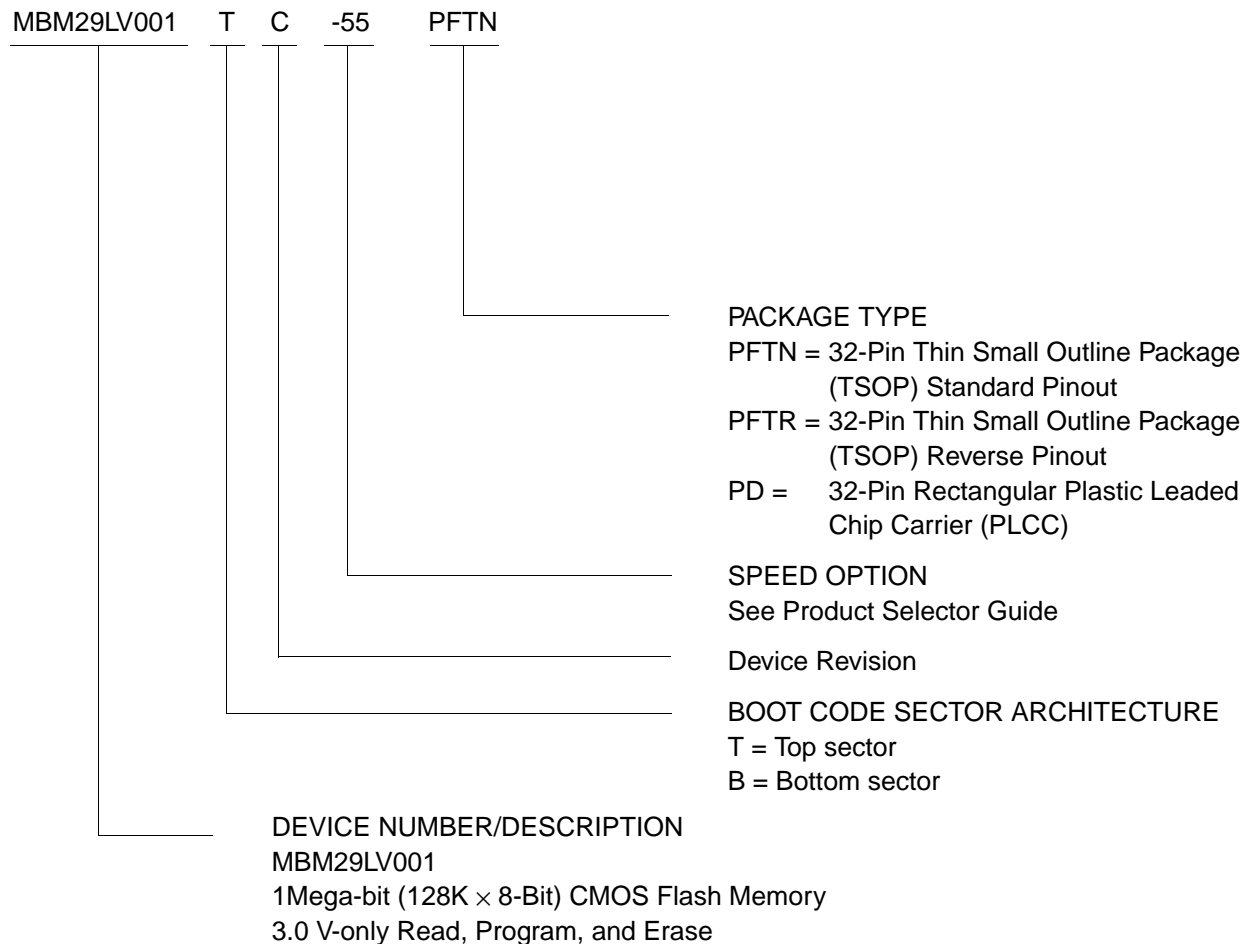 MBM29LV001 T C -55 PFTN
PACKAGE TYPE
PFTN = 32-Pin Thin Small Outline Package
(TSOP) Standard Pinout
PFTR = 32-Pin Thin Small Outline Package
(TSOP) Reverse Pinout
PD = 32-Pin Rectangular Plastic Leaded
Chip Carrier (PLCC)
SPEED OPTION
See Product Selector Guide
Device Revision
BOOT CODE SECTOR ARCHITECTURE
T = Top sector
B = Bottom sector
DEVICE NUMBER/DESCRIPTION
MBM29LV001
1Mega-bit (128K × 8-Bit) CMOS Flash Memory
3.0 V-only Read, Program, and Erase